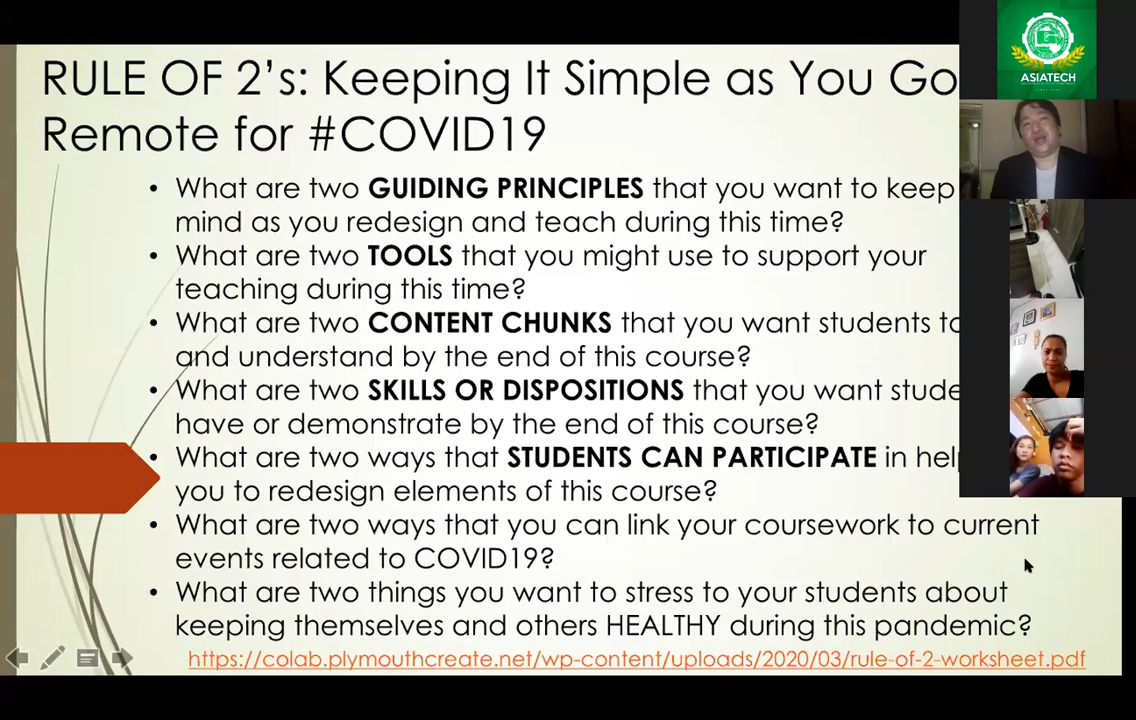 RULE OF 2's: Keeping It Simple as You Go
Remote for #COVID19
• What are two GUIDING PRINCIPLES that you want to keep
mind as you redesign and teach during this time?
• What are two TOOLS that you might use to support your
teaching during this time?
• What are two CONTENT CHUNKS that you want students
and understand by the end of this course?
• What are two SKILLS OR DISPOSITIONS that you want
have or demonstrate by the end of this course?
• What are two ways that STUDENTS CAN PARTICIPATE in
you to redesign elements of this course?
• What are two ways that you can link your coursework to current
events related to COVID19?
• What are two things you want to stress to your students about
keeping themselves and others HEALTHY during this pandemic?
https://colab.plymouthcreate.net/wp-content/uploads/2020/03/rule-of-2-worksheet.pdf
ASIATECH